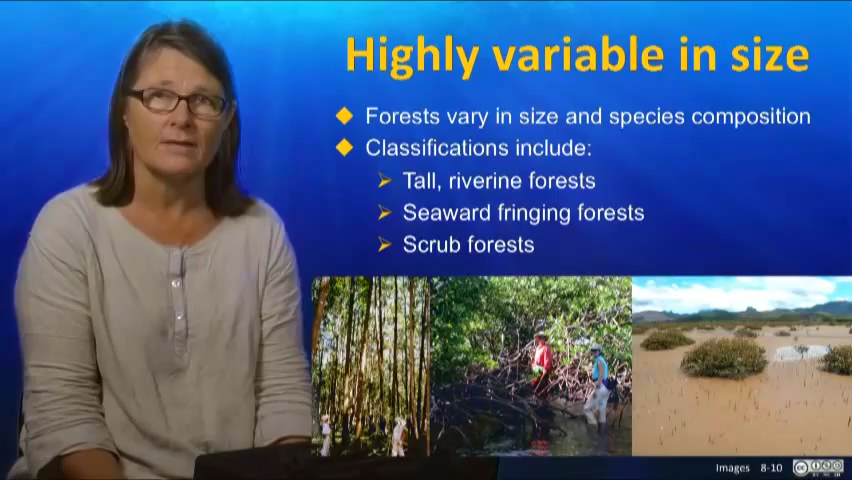 Highly variable in size
Forests vary in size and species composition
Classifications include:
Tall, riverine forests
Seaward fringing forests
Scrub forests
Images 8-10